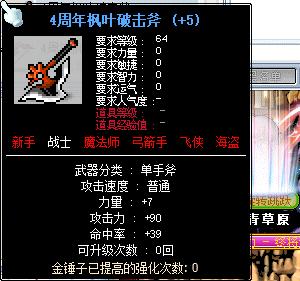 4周年枫叶破击斧 (+5)
要求等级: 64
要求力量: 0
要求敏捷: 0
要求智力: 0
要求运气: 0
要求人气度: -
道具等级: -
道具经验值: -
新手 战士 魔法师 弓箭手 飞侠 海盗
武器分类 : 单手斧
攻击速度 : 普通
力量 : +7
攻击力 : +90
命中率 : +39
可升级次数 : 0回
金锤子已提高的强化次数: 0
菜单
转跳跃
青草原